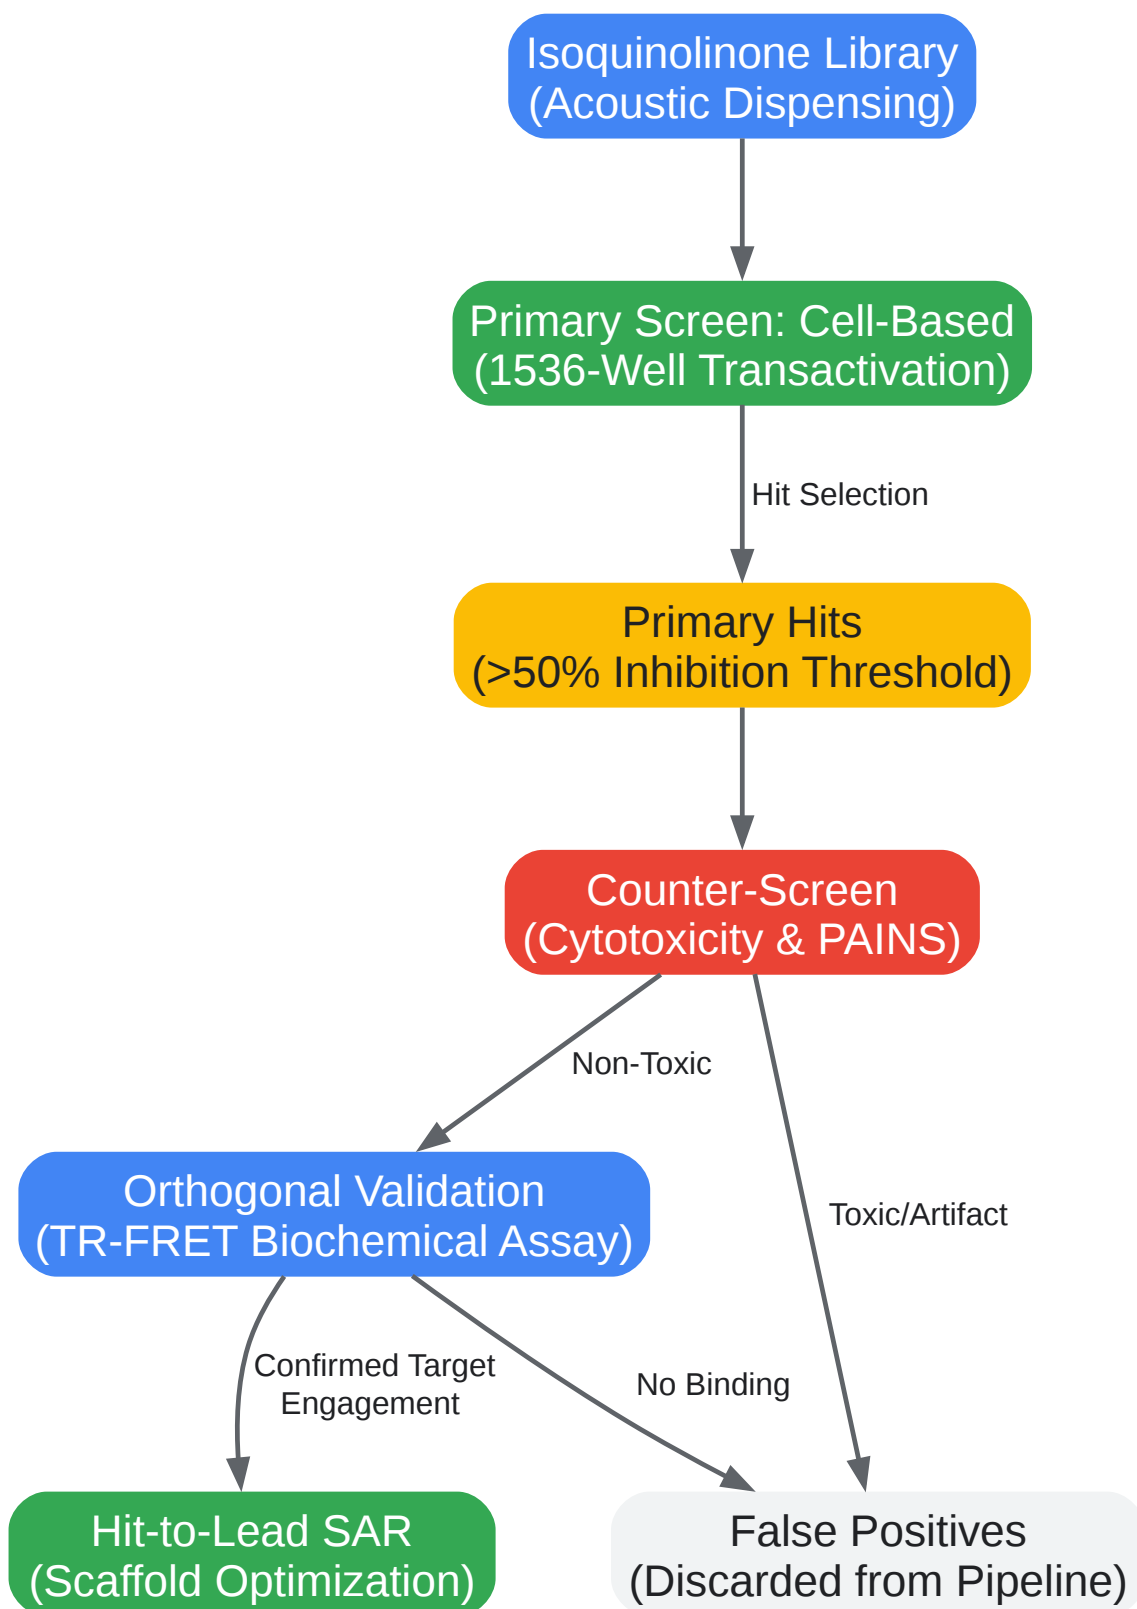 Isoquinolinone Library
(Acoustic Dispensing)
Primary Screen: Cell-Based
(1536-Well Transactivation)
Hit Selection
Primary Hits
(>50% Inhibition Threshold)
Counter-Screen
(Cytotoxicity & PAINS)
Non-Toxic
Orthogonal Validation
(TR-FRET Biochemical Assay)
Toxic/Artifact
Confirmed Target
Engagement
No Binding
Hit-to-Lead SAR
(Scaffold Optimization)
False Positives
(Discarded from Pipeline)